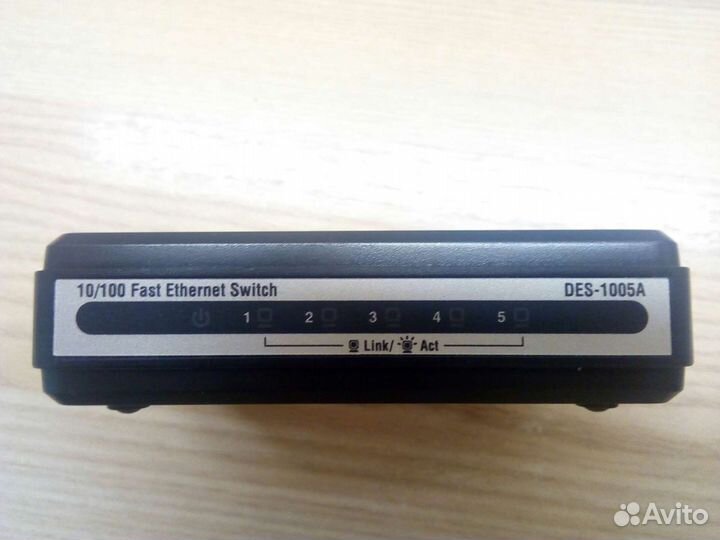 10/100 Fast Ethernet Switch DES-1005A
1 2 3 4 5
Link/ Act
Avito